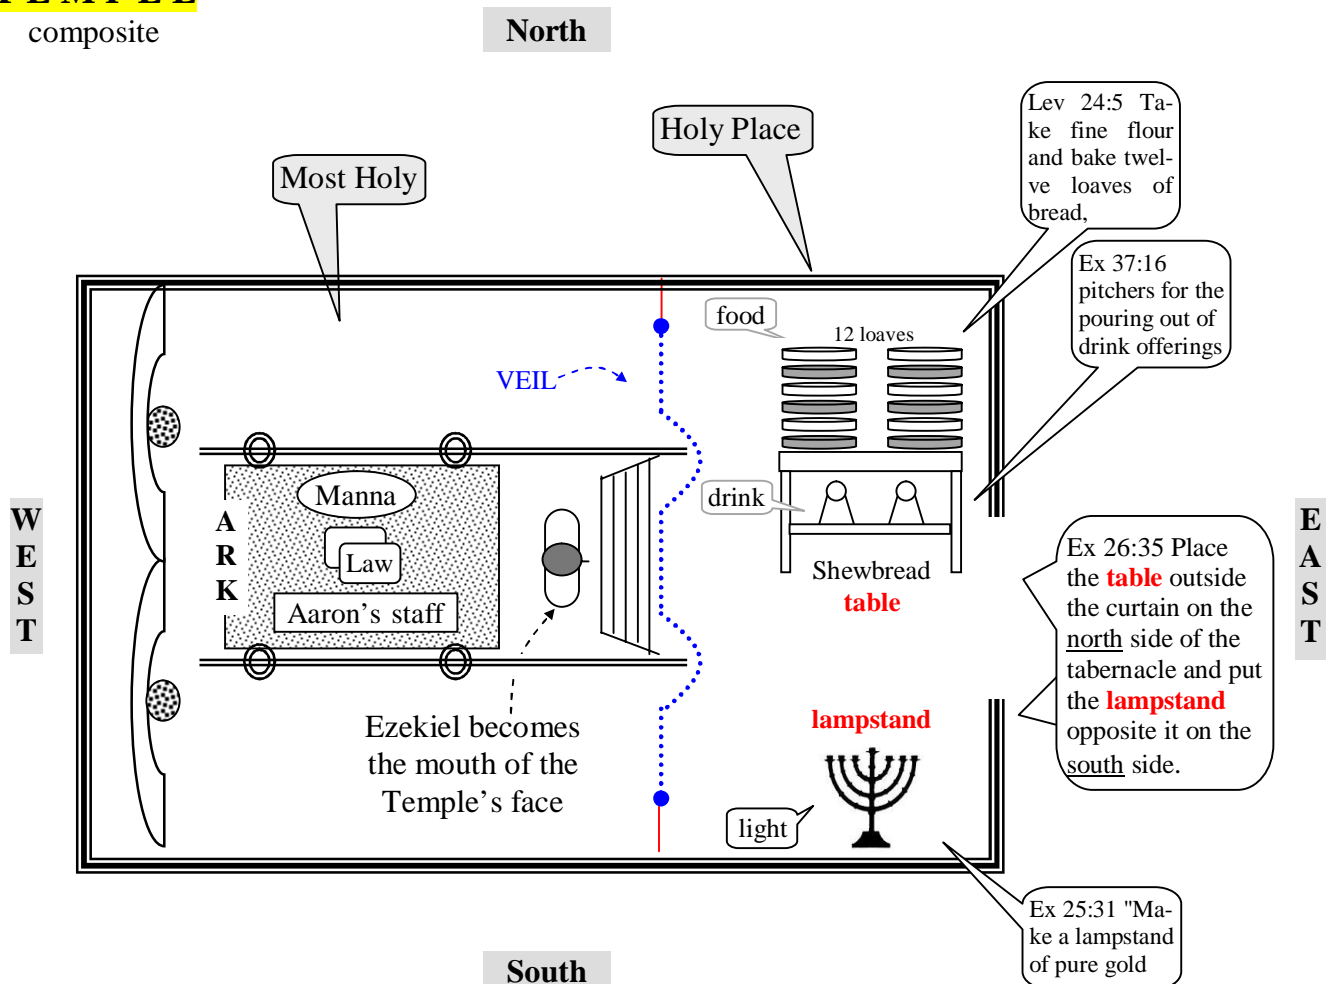 TEMPLE
composite
North
Holy Place
Most Holy
Lev 24:5 Ta-
ke fine flour
and bake twel-
ve loaves of
bread,
Ex 37:16
pitchers for the
pouring out of
drink offerings
food
12 loaves
VEIL
drink
Shewbread
table
WEST
ARK
Manna
Law
Aaron's staff
EAST
Ex 26:35 Place
the table outside
the curtain on the
north side of the
tabernacle and put
the lampstand
opposite it on the
south side.
Ezekiel becomes
the mouth of the
Temple's face
lampstand
light
Ex 25:31 "Ma-
ke a lampstand
of pure gold
South